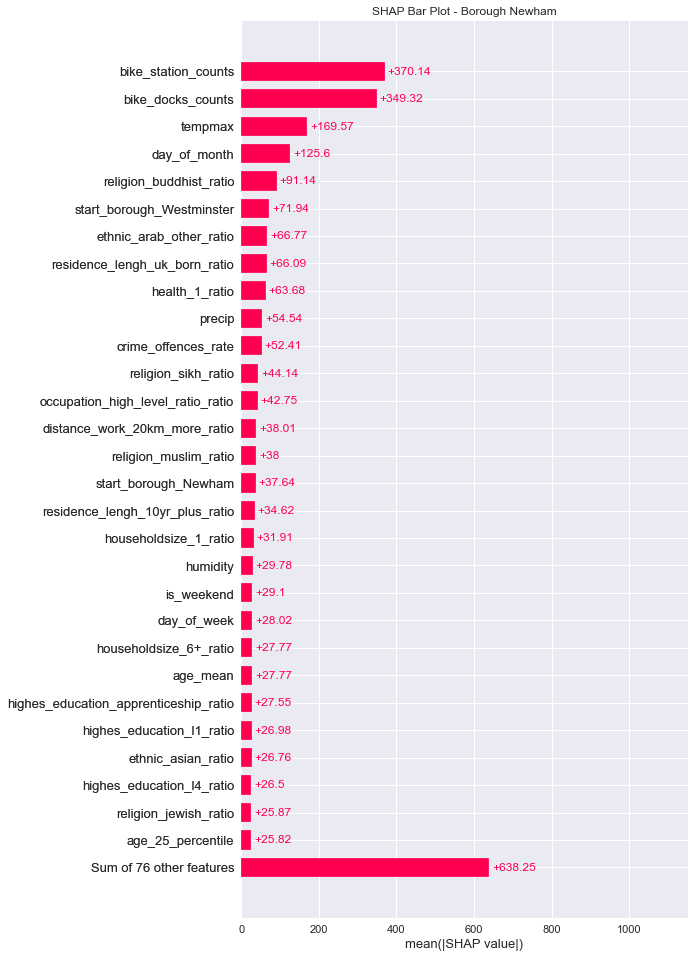 SHAP Bar Plot - Borough Newham
bike_station_counts +370.14
bike_docks_counts +349.32
tempmax +169.57
day_of_month +125.6
religion_buddhist_ratio +91.14
start_borough_Westminster +71.94
ethnic_arab_other_ratio +66.77
residence_lengh_uk_born_ratio +66.09
health_1_ratio +63.68
precip +54.54
crime_offences_rate +52.41
religion_sikh_ratio +44.14
occupation_high_level_ratio_ratio +42.75
distance_work_20km_more_ratio +38.01
religion_muslim_ratio +38
start_borough_Newham +37.64
residence_lengh_10yr_plus_ratio +34.62
householdsize_1_ratio +31.91
humidity +29.78
is_weekend +29.1
day_of_week +28.02
householdsize_6+_ratio +27.77
age_mean +27.77
highes_education_apprenticeship_ratio +27.55
highes_education_l1_ratio +26.98
ethnic_asian_ratio +26.76
highes_education_l4_ratio +26.5
religion_jewish_ratio +25.87
age_25_percentile +25.82
Sum of 76 other features +638.25
0 200 400 600 800 1000
mean(|SHAP value|)